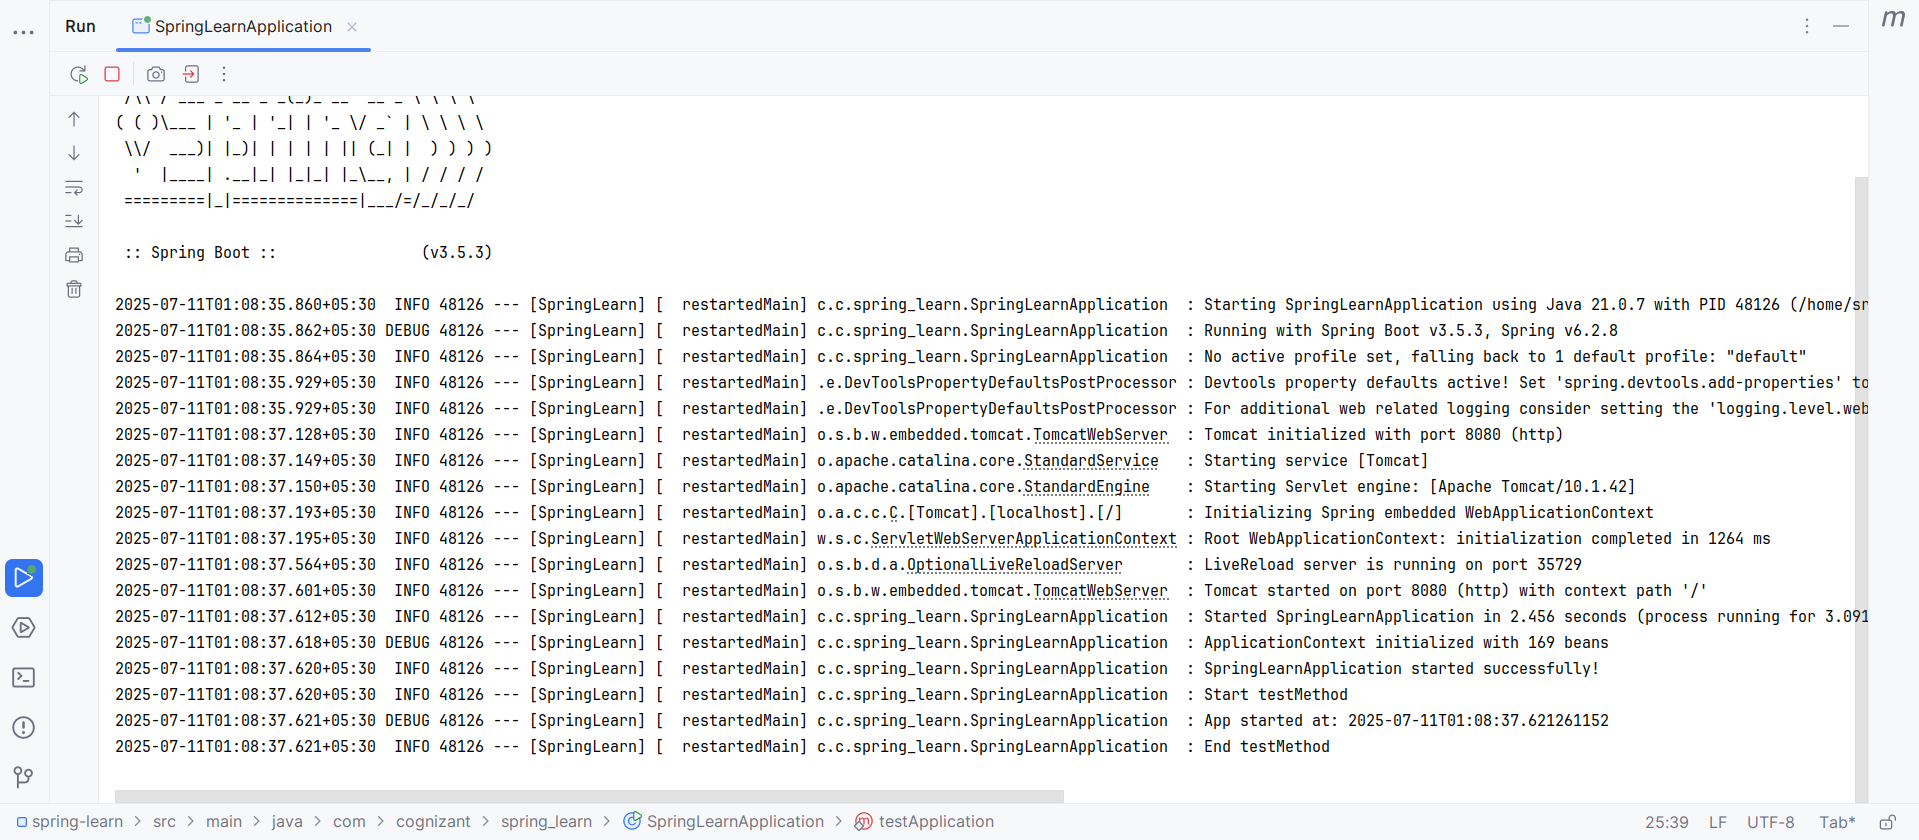 Run SpringLearnApplication
( ( )\___ | '_ | '_| | '_ \/ _` | \ \ \ \
 \\/  ___)| |_)| | | | | || (_| |  ) ) ) )
  '  |____| .__|_| |_|_| |_\__, | / / / /
 =========|_|==============|___/=/_/_/_/
 :: Spring Boot ::                (v3.5.3)
2025-07-11T01:08:35.860+05:30  INFO 48126 --- [SpringLearn] [  restartedMain] c.c.spring_learn.SpringLearnApplication  : Starting SpringLearnApplication using Java 21.0.7 with PID 48126 (/home/sr
2025-07-11T01:08:35.862+05:30 DEBUG 48126 --- [SpringLearn] [  restartedMain] c.c.spring_learn.SpringLearnApplication  : Running with Spring Boot v3.5.3, Spring v6.2.8
2025-07-11T01:08:35.864+05:30  INFO 48126 --- [SpringLearn] [  restartedMain] c.c.spring_learn.SpringLearnApplication  : No active profile set, falling back to 1 default profile: "default"
2025-07-11T01:08:35.929+05:30  INFO 48126 --- [SpringLearn] [  restartedMain] .e.DevToolsPropertyDefaultsPostProcessor : Devtools property defaults active! Set 'spring.devtools.add-properties' to
2025-07-11T01:08:35.929+05:30  INFO 48126 --- [SpringLearn] [  restartedMain] .e.DevToolsPropertyDefaultsPostProcessor : For additional web related logging consider setting the 'logging.level.web
2025-07-11T01:08:37.128+05:30  INFO 48126 --- [SpringLearn] [  restartedMain] o.s.b.w.embedded.tomcat.TomcatWebServer  : Tomcat initialized with port 8080 (http)
2025-07-11T01:08:37.149+05:30  INFO 48126 --- [SpringLearn] [  restartedMain] o.apache.catalina.core.StandardService   : Starting service [Tomcat]
2025-07-11T01:08:37.150+05:30  INFO 48126 --- [SpringLearn] [  restartedMain] o.apache.catalina.core.StandardEngine    : Starting Servlet engine: [Apache Tomcat/10.1.42]
2025-07-11T01:08:37.193+05:30  INFO 48126 --- [SpringLearn] [  restartedMain] o.a.c.c.C.[Tomcat].[localhost].[/]       : Initializing Spring embedded WebApplicationContext
2025-07-11T01:08:37.195+05:30  INFO 48126 --- [SpringLearn] [  restartedMain] w.s.c.ServletWebServerApplicationContext : Root WebApplicationContext: initialization completed in 1264 ms
2025-07-11T01:08:37.564+05:30  INFO 48126 --- [SpringLearn] [  restartedMain] o.s.b.d.a.OptionalLiveReloadServer       : LiveReload server is running on port 35729
2025-07-11T01:08:37.601+05:30  INFO 48126 --- [SpringLearn] [  restartedMain] o.s.b.w.embedded.tomcat.TomcatWebServer  : Tomcat started on port 8080 (http) with context path '/'
2025-07-11T01:08:37.612+05:30  INFO 48126 --- [SpringLearn] [  restartedMain] c.c.spring_learn.SpringLearnApplication  : Started SpringLearnApplication in 2.456 seconds (process running for 3.091
2025-07-11T01:08:37.618+05:30 DEBUG 48126 --- [SpringLearn] [  restartedMain] c.c.spring_learn.SpringLearnApplication  : ApplicationContext initialized with 169 beans
2025-07-11T01:08:37.620+05:30  INFO 48126 --- [SpringLearn] [  restartedMain] c.c.spring_learn.SpringLearnApplication  : SpringLearnApplication started successfully!
2025-07-11T01:08:37.620+05:30  INFO 48126 --- [SpringLearn] [  restartedMain] c.c.spring_learn.SpringLearnApplication  : Start testMethod
2025-07-11T01:08:37.621+05:30 DEBUG 48126 --- [SpringLearn] [  restartedMain] c.c.spring_learn.SpringLearnApplication  : App started at: 2025-07-11T01:08:37.621261152
2025-07-11T01:08:37.621+05:30  INFO 48126 --- [SpringLearn] [  restartedMain] c.c.spring_learn.SpringLearnApplication  : End testMethod
spring-learn > src > main > java > com > cognizant > spring_learn > SpringLearnApplication > testApplication 25:39 LF UTF-8 Tab*